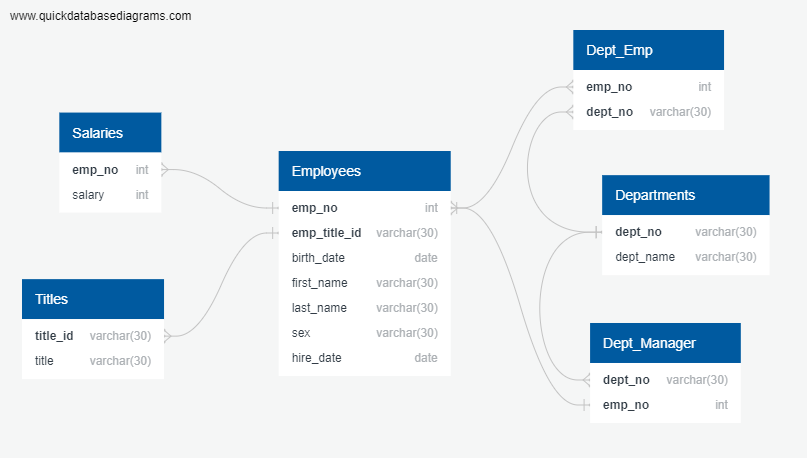 www.quickdatabasediagrams.com
Salaries
emp_no int
salary int
Titles
title_id varchar(30)
title varchar(30)
Employees
emp_no int
emp_title_id varchar(30)
birth_date date
first_name varchar(30)
last_name varchar(30)
sex varchar(30)
hire_date date
Dept_Emp
emp_no int
dept_no varchar(30)
Departments
dept_no varchar(30)
dept_name varchar(30)
Dept_Manager
dept_no varchar(30)
emp_no int